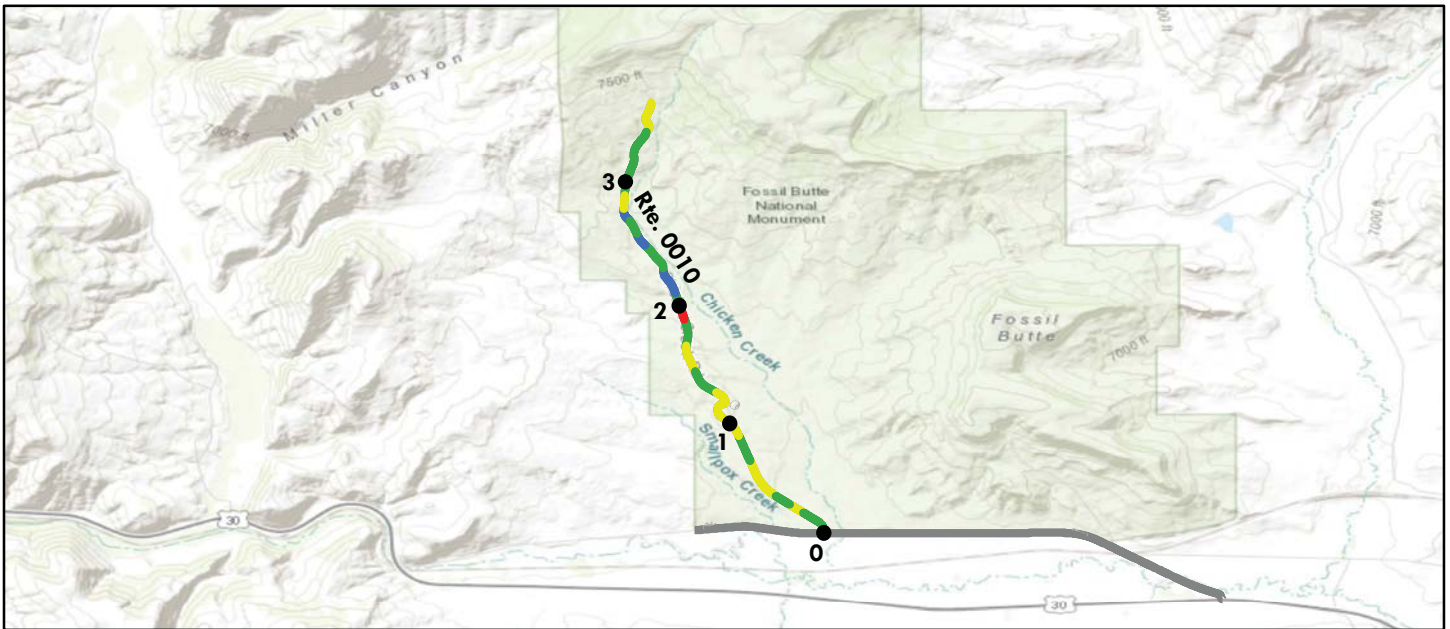 7500 ft
Miller Canyon
7000 ft
3
Rte. 0010
Fossil Butte
National
Monument
7000 ft
2
Chicken Creek
Fossil
Butte
7000 ft
1
Smallpox Creek
30
0
30